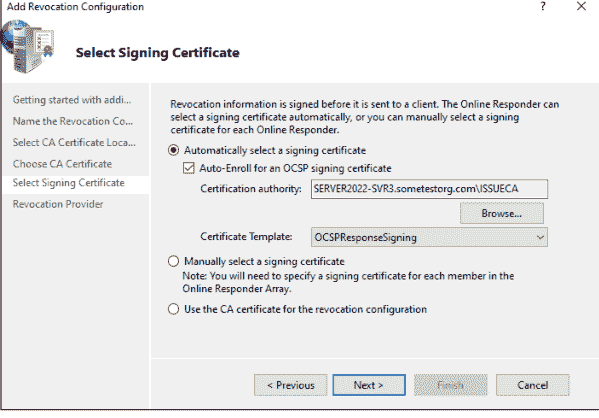 Add Revocation Configuration
?
Select Signing Certificate
Getting started with addi...
Name the Revocation Co...
Select CA Certificate Loca...
Choose CA Certificate
Select Signing Certificate
Revocation Provider
Revocation information is signed before it is sent to a client. The Online Responder can
select a signing certificate automatically, or you can manually select a signing
certificate for each Online Responder.
Automatically select a signing certificate
Auto-Enroll for an OCSP signing certificate
Certification authority: SERVER2022-SVR3.sometestorg.com\ISSUECA
Browse...
Certificate Template: OCSPResponseSigning
Manually select a signing certificate
Note: You will need to specify a signing certificate for each member in the
Online Responder Array.
Use the CA certificate for the revocation configuration
< Previous Next > Finish Cancel